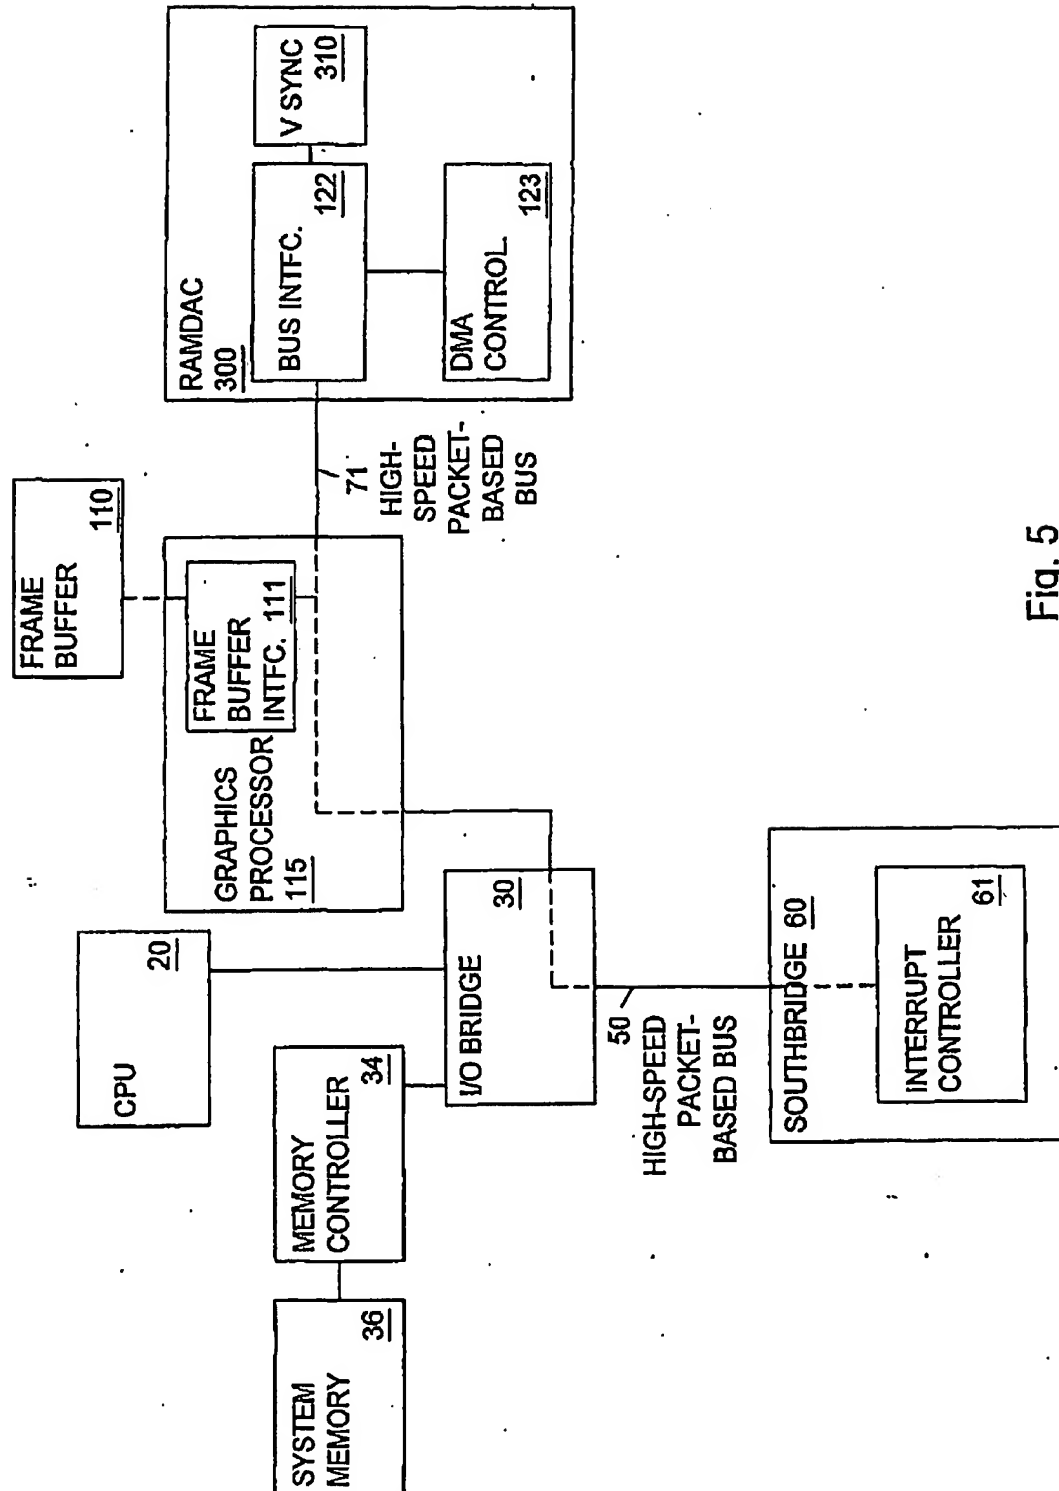 SYSTEM
MEMORY
36
MEMORY
CONTROLLER
34
CPU
20
I/O BRIDGE
30
50
HIGH-SPEED
PACKET-
BASED BUS
SOUTHBRIDGE 60
INTERRUPT
CONTROLLER
61
GRAPHICS
PROCESSOR
115
FRAME
BUFFER
INTFC. 111
FRAME
BUFFER
110
71
HIGH-
SPEED
PACKET-
BASED
BUS
RAMDAC
300
BUS INTFC.
122
V SYNC
310
DMA
CONTROL.
123
Fig. 5